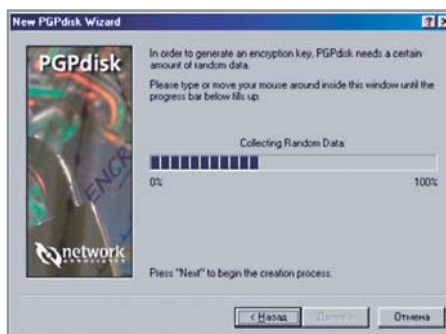 New PGPdisk Wizard
PGPdisk
ENCR
network
ASSOCIATES
In order to generate an encryption key, PGPdisk needs a certain
amount of random data.
Please type or move your mouse around inside this window until the
progress bar below fills up.
Collecting Random Data:
0%
100%
Press "Next" to begin the creation process.
< Назад
Далее >
Отмена